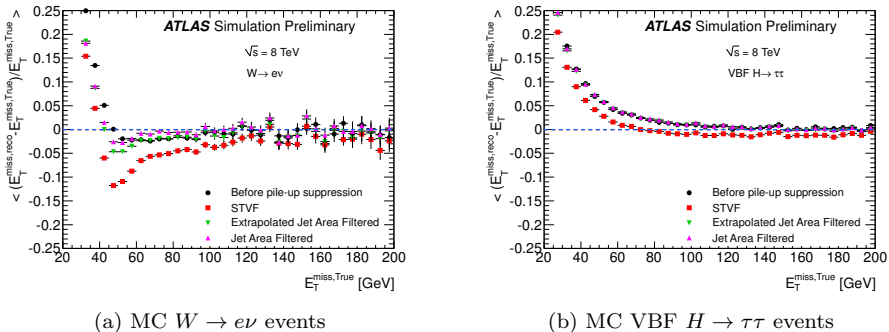 < (E_T^miss,reco-E_T^miss,True)/E_T^miss,True >
0.25
0.2
0.15
0.1
0.05
0
-0.05
-0.1
-0.15
-0.2
-0.25
ATLAS Simulation Preliminary
√s = 8 TeV
W→ eν
Before pile-up suppression
STVF
Extrapolated Jet Area Filtered
Jet Area Filtered
20 40 60 80 100 120 140 160 180 200
E_T^miss,True [GeV]
(a) MC W → eν events
< (E_T^miss,reco-E_T^miss,True)/E_T^miss,True >
0.25
0.2
0.15
0.1
0.05
0
-0.05
-0.1
-0.15
-0.2
-0.25
ATLAS Simulation Preliminary
√s = 8 TeV
VBF H→ ττ
Before pile-up suppression
STVF
Extrapolated Jet Area Filtered
Jet Area Filtered
20 40 60 80 100 120 140 160 180 200
E_T^miss,True [GeV]
(b) MC VBF H → ττ events